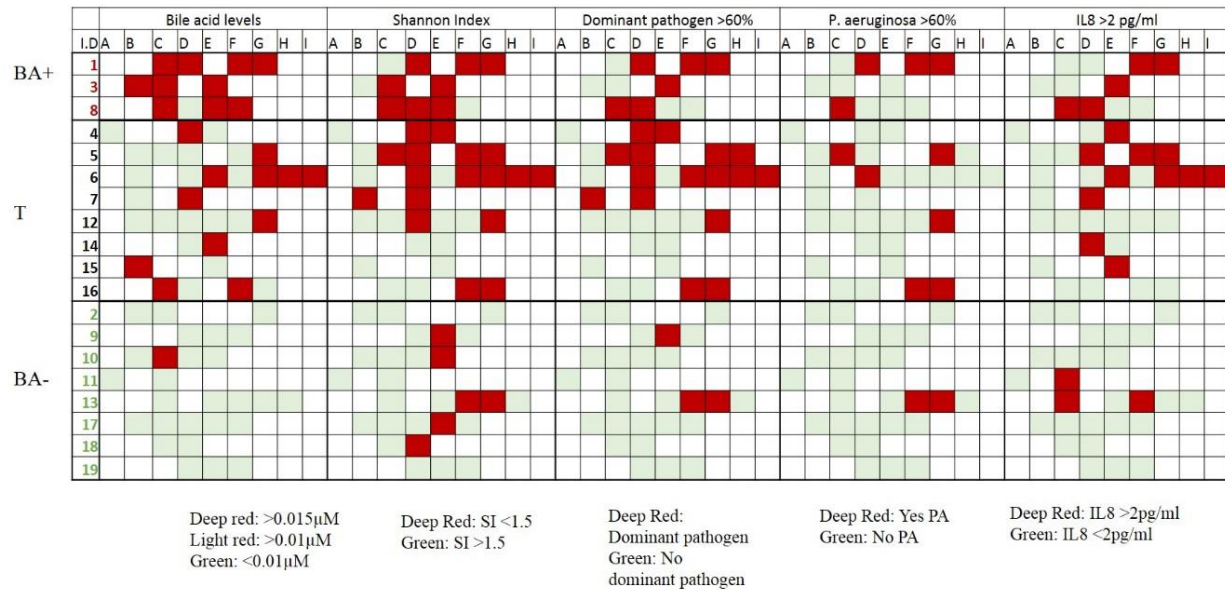 Bile acid levels Shannon Index Dominant pathogen >60% P. aeruginosa >60% IL8 >2 pg/ml
I.D A B C D E F G H I A B C D E F G H I A B C D E F G H I A B C D E F G H I A B C D E F G H I
BA+
1
3
8
4
5
6
T
7
12
14
15
16
2
9
10
BA-
11
13
17
18
19
Deep red: >0.015µM
Light red: >0.01µM
Green: <0.01µM
Deep Red: SI <1.5
Green: SI >1.5
Deep Red:
Dominant pathogen
Green: No
dominant pathogen
Deep Red: Yes PA
Green: No PA
Deep Red: IL8 >2pg/ml
Green: IL8 <2pg/ml